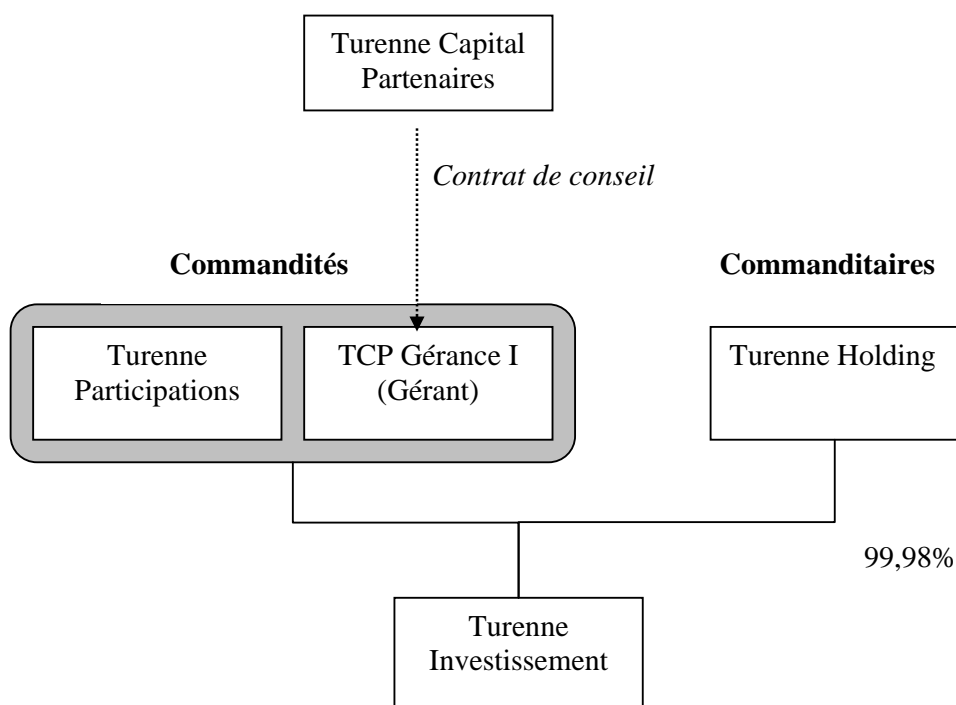 Turenne Capital
Partenaires
Contrat de conseil
Commandités
Commanditaires
Turenne
Participations
TCP Gérance I
(Gérant)
Turenne Holding
99,98%
Turenne
Investissement